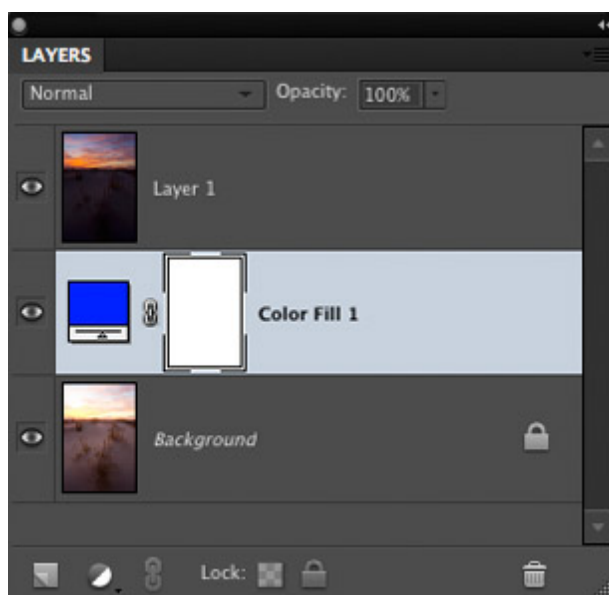 LAYERS
Normal Opacity: 100%
Layer 1
Color Fill 1
Background
Lock: